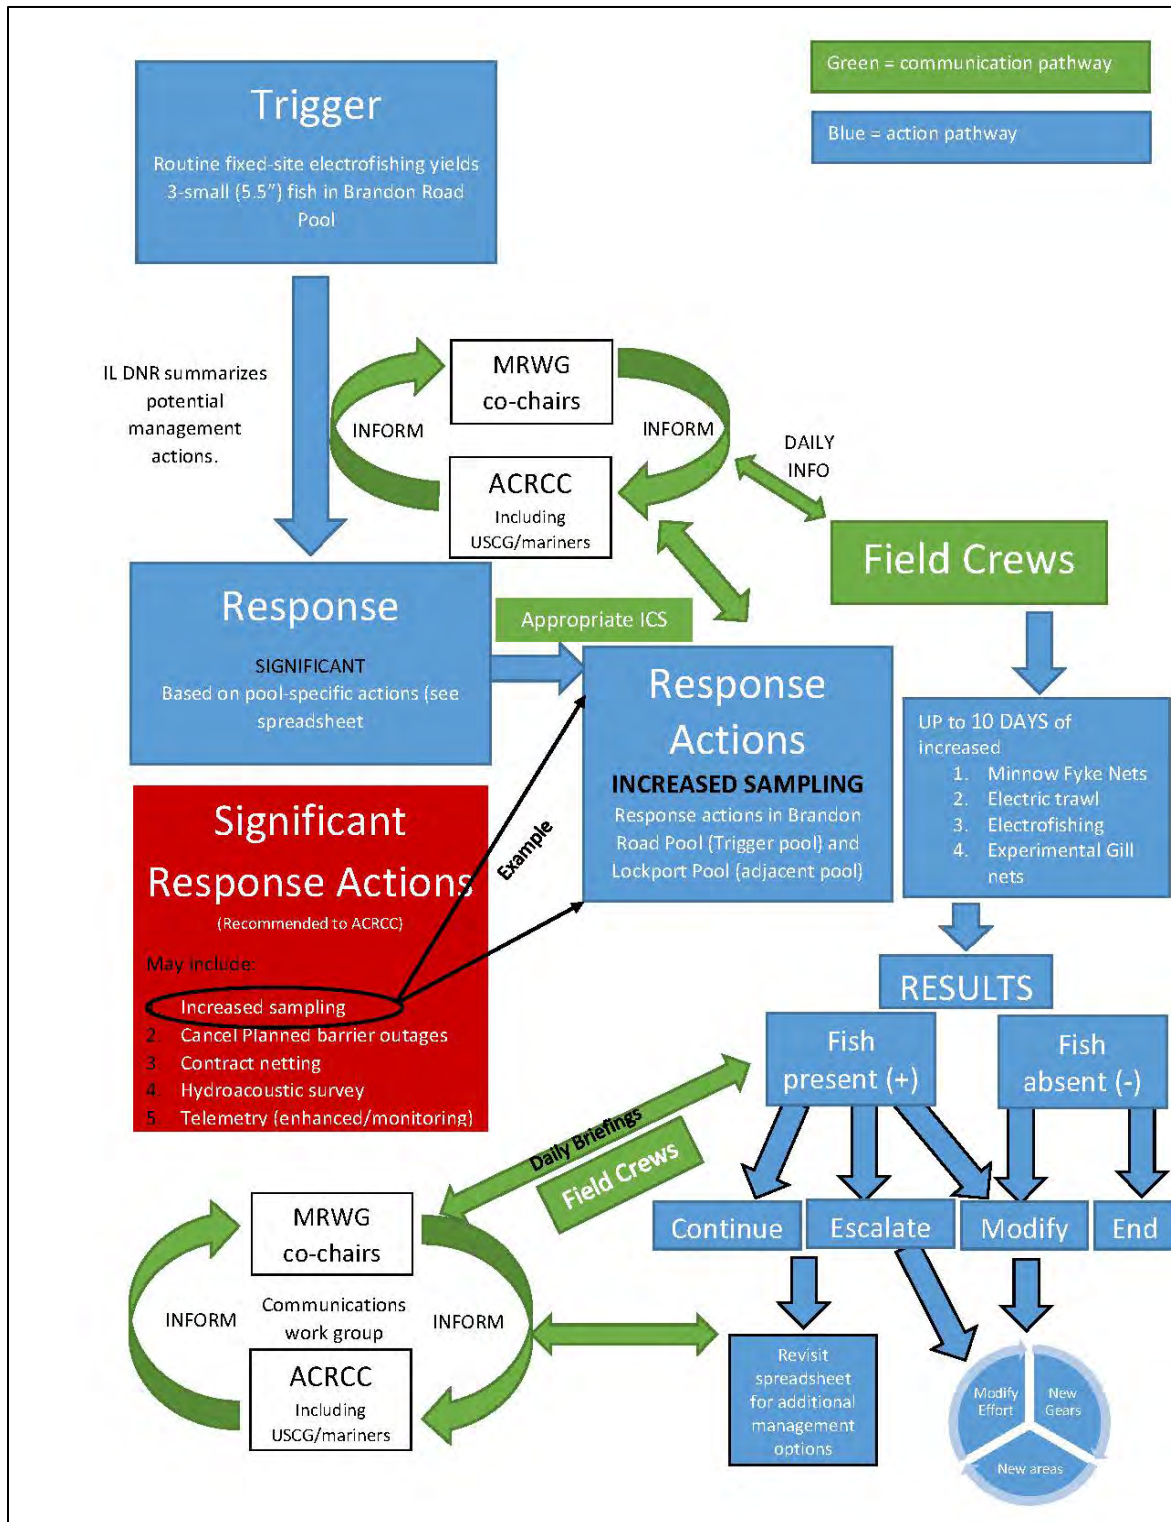 Green = communication pathway
Blue = action pathway
Trigger
Routine fixed-site electrofishing yields
3-small (5.5”) fish in Brandon Road
Pool
IL DNR summarizes
potential
management
actions.
MRWG
co-chairs
INFORM
INFORM
ACRCC
Including
USCG/mariners
DAILY
INFO
Field Crews
Response
SIGNIFICANT
Based on pool-specific actions (see
spreadsheet
Appropriate ICS
Response
Actions
INCREASED SAMPLING
Response actions in Brandon
Road Pool (Trigger pool) and
Lockport Pool (adjacent pool)
UP to 10 DAYS of
increased
1. Minnow Fyke Nets
2. Electric trawl
3. Electrofishing
4. Experimental Gill
nets
Significant
Response Actions
(Recommended to ACRCC)
May include:
Increased sampling
2. Cancel Planned barrier outages
3 Contract netting
4. Hydroacoustic survey
5. Telemetry (enhanced/monitoring)
Example
RESULTS
Fish
present (+)
Fish
absent (-)
Daily Briefings
Field Crews
Continue
Escalate
Modify
End
MRWG
co-chairs
INFORM
Communications
work group
INFORM
ACRCC
Including
USCG/mariners
Revisit
spreadsheet
for additional
management
options
Modify
Effort
New
Gears
New areas